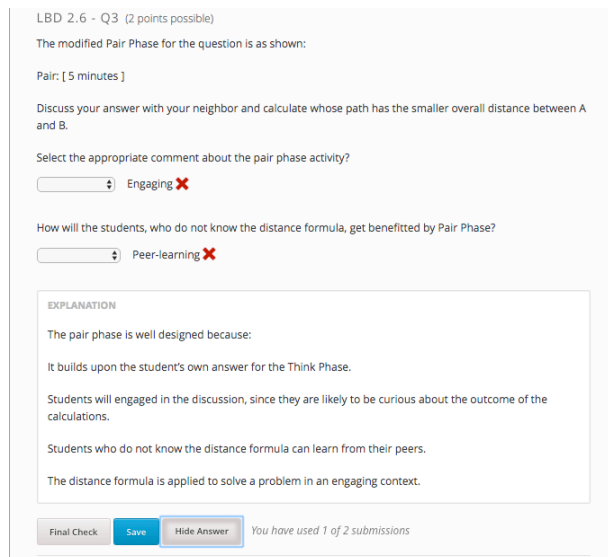 LBD 2.6 - Q3 (2 points possible)
The modified Pair Phase for the question is as shown:
Pair: [ 5 minutes ]
Discuss your answer with your neighbor and calculate whose path has the smaller overall distance between A
and B.
Select the appropriate comment about the pair phase activity?
Engaging
How will the students, who do not know the distance formula, get benefitted by Pair Phase?
Peer-learning
EXPLANATION
The pair phase is well designed because:
It builds upon the student's own answer for the Think Phase.
Students will engaged in the discussion, since they are likely to be curious about the outcome of the
calculations.
Students who do not know the distance formula can learn from their peers.
The distance formula is applied to solve a problem in an engaging context.
Final Check Save Hide Answer You have used 1 of 2 submissions